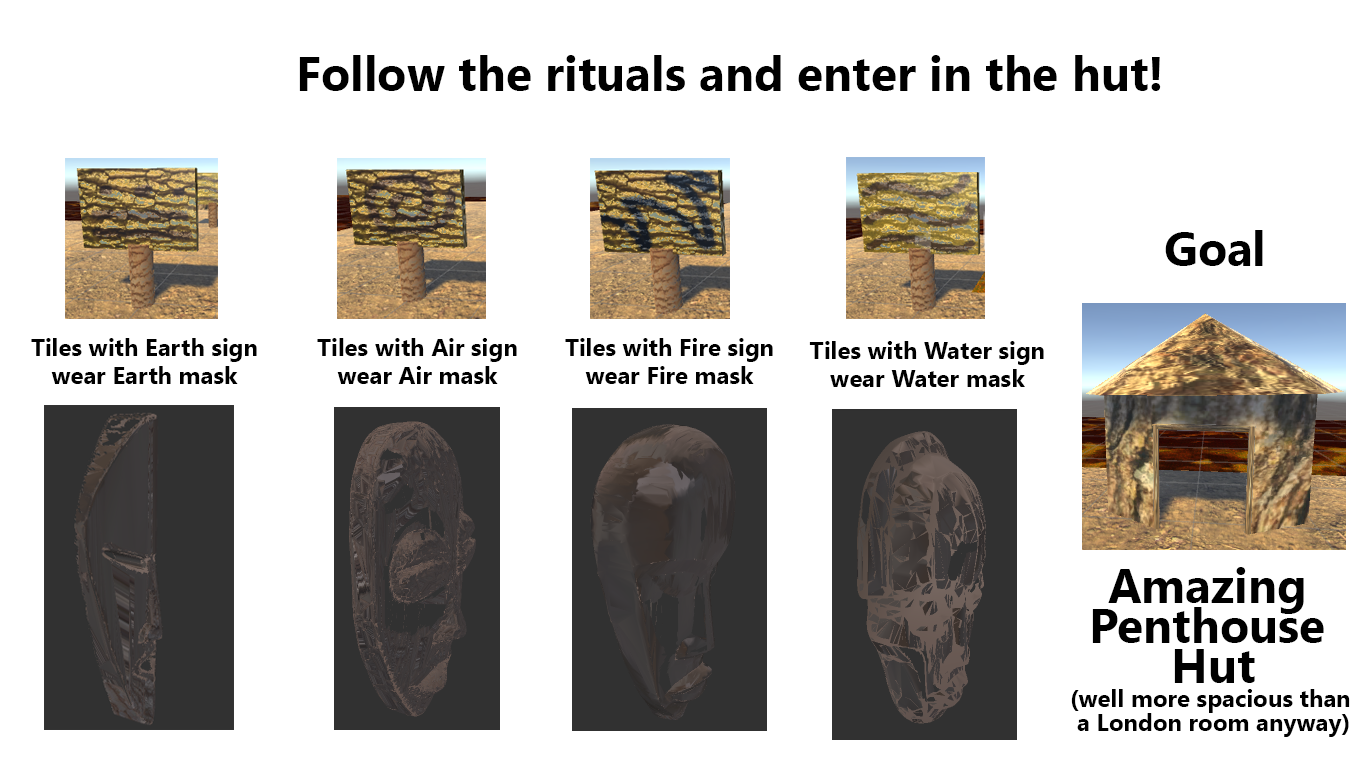 Follow the rituals and enter in the hut!
Tiles with Earth sign
wear Earth mask
Tiles with Air sign
wear Air mask
Tiles with Fire sign
wear Fire mask
Tiles with Water sign
wear Water mask
Goal
Amazing
Penthouse
Hut
(well more spacious than
a London room anyway)